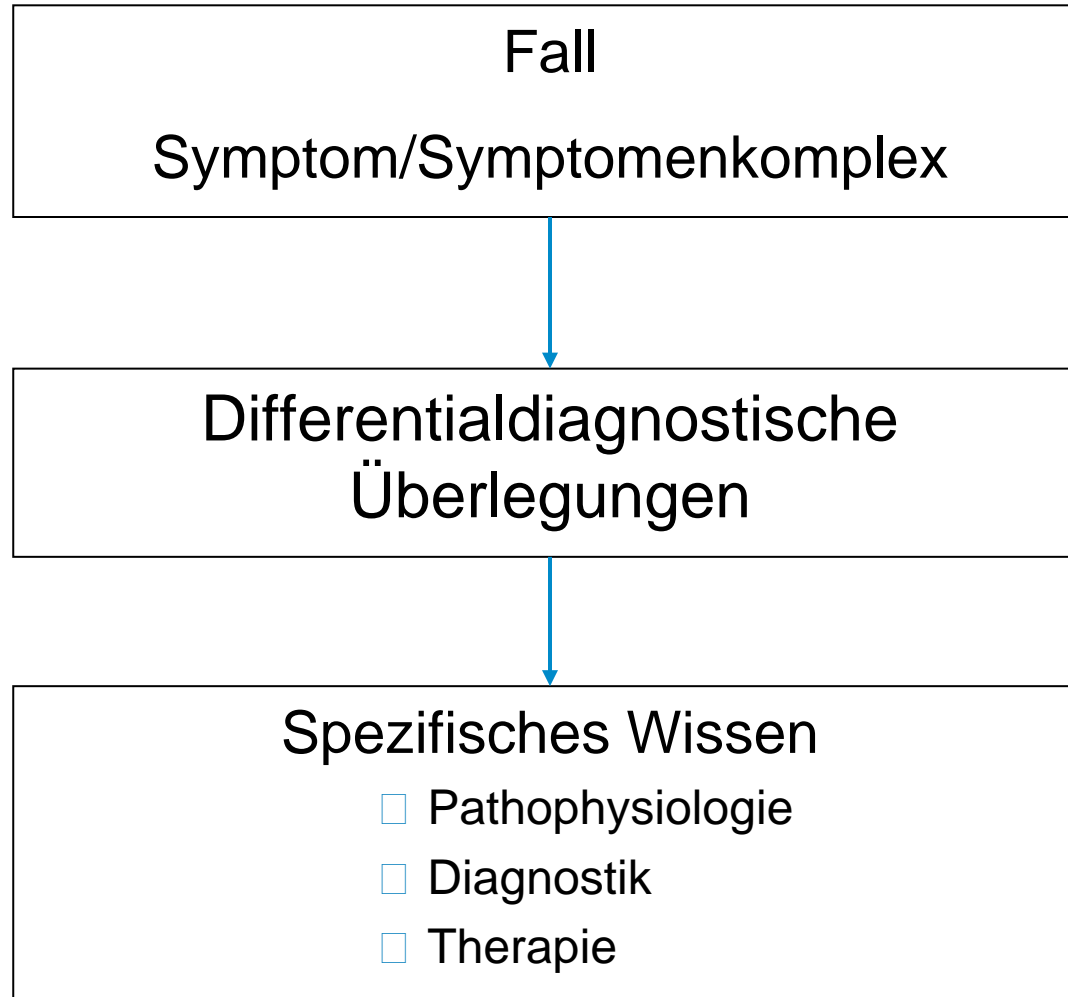 Fall
Symptom/Symptomenkomplex
Differentialdiagnostische
Überlegungen
Spezifisches Wissen
Pathophysiologie
Diagnostik
Therapie